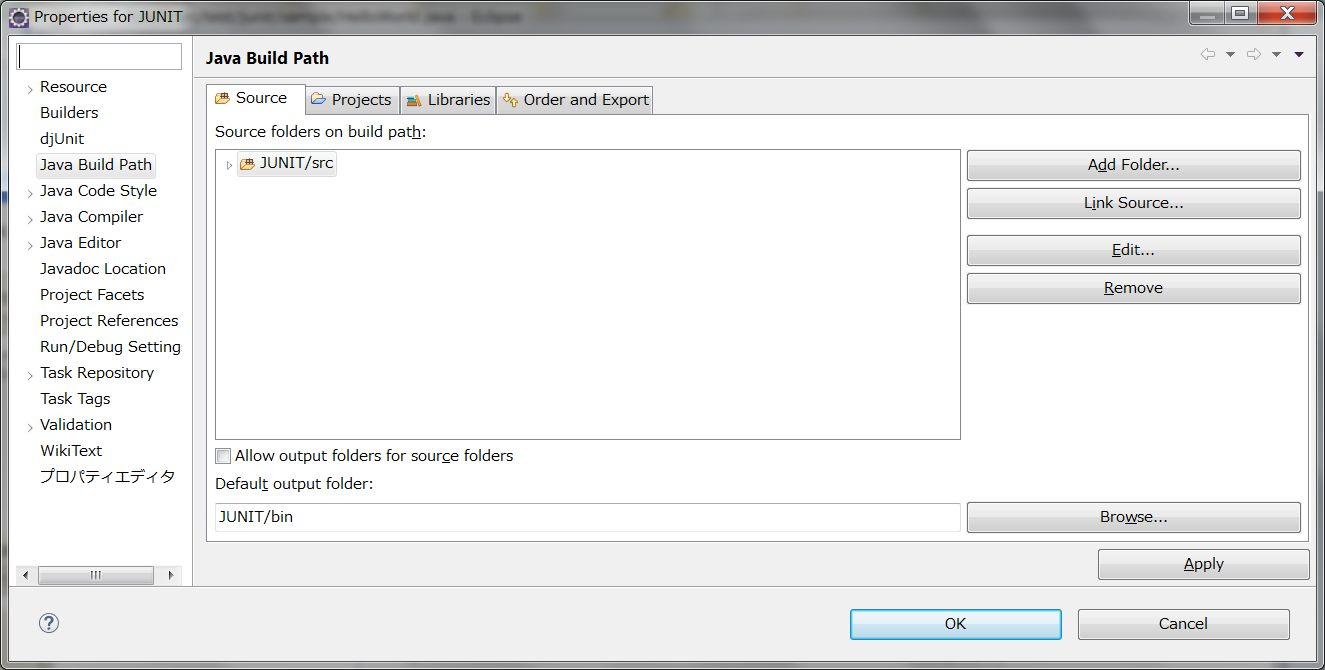 Properties for JUNIT
Java Build Path
Resource
Builders
djUnit
Java Build Path
Java Code Style
Java Compiler
Java Editor
Javadoc Location
Project Facets
Project References
Run/Debug Setting
Task Repository
Task Tags
Validation
WikiText
プロパティエディタ
Source Projects Libraries Order and Export
Source folders on build path:
JUNIT/src
Add Folder...
Link Source...
Edit...
Remove
Allow output folders for source folders
Default output folder:
JUNIT/bin
Browse...
Apply
OK Cancel